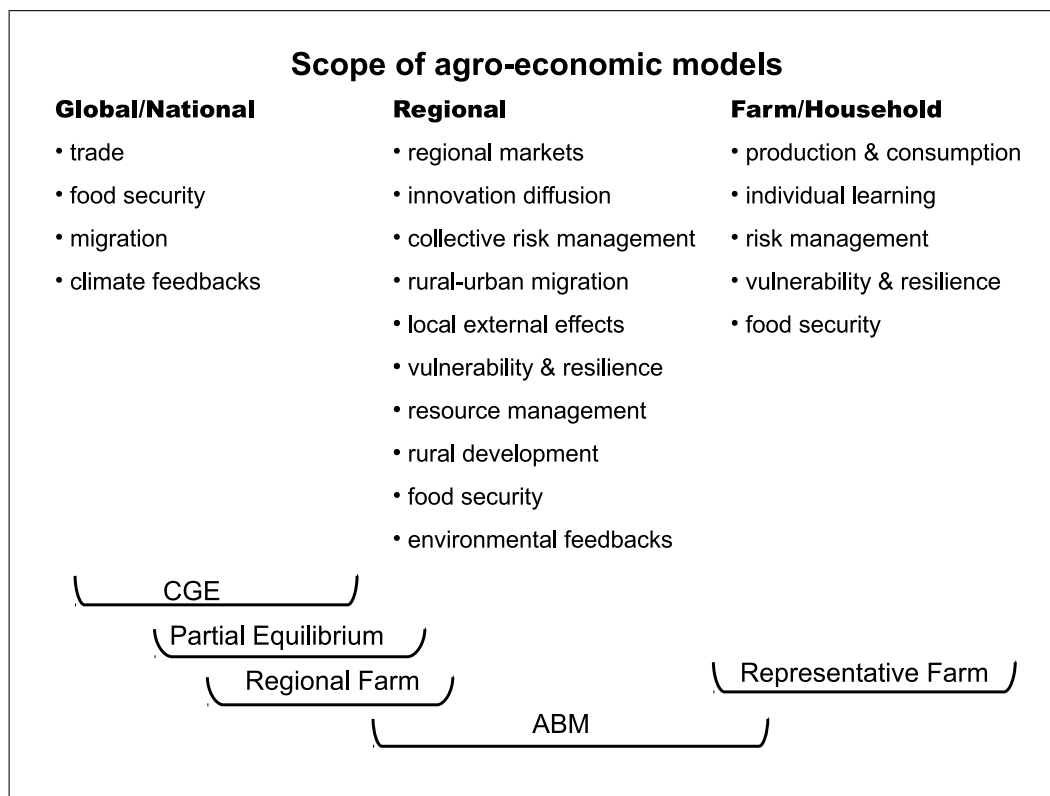 Scope of agro-economic models
Global/National
• trade
• food security
• migration
• climate feedbacks
Regional
• regional markets
• innovation diffusion
• collective risk management
• rural-urban migration
• local external effects
• vulnerability & resilience
• resource management
• rural development
• food security
• environmental feedbacks
Farm/Household
• production & consumption
• individual learning
• risk management
• vulnerability & resilience
• food security
CGE
Partial Equilibrium
Regional Farm
Representative Farm
ABM